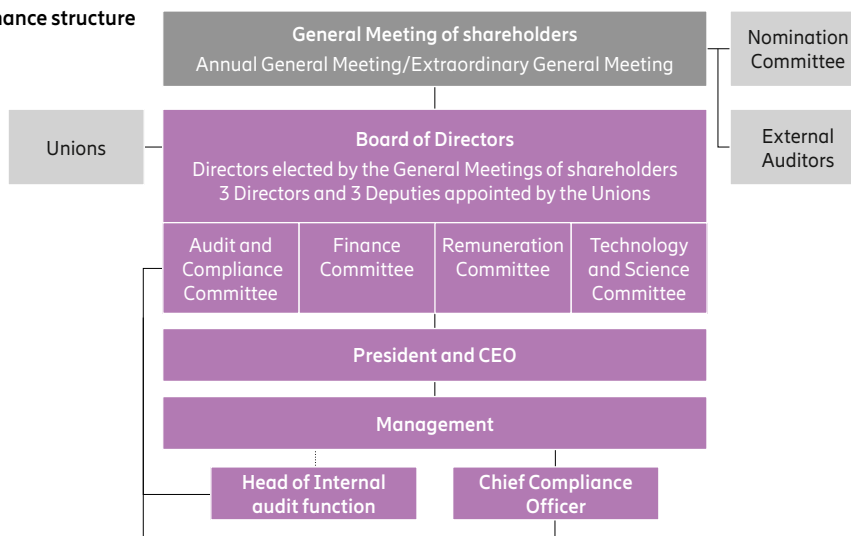 nance structure
General Meeting of shareholders
Annual General Meeting/Extraordinary General Meeting
Nomination
Committee
External
Auditors
Unions
Board of Directors
Directors elected by the General Meetings of shareholders
3 Directors and 3 Deputies appointed by the Unions
Audit and
Compliance
Committee
Finance
Committee
Remuneration
Committee
Technology
and Science
Committee
President and CEO
Management
Head of Internal
audit function
Chief Compliance
Officer